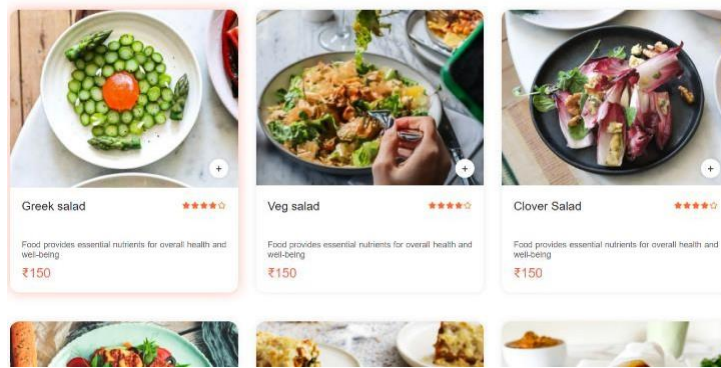 +
+
+
Greek salad
Veg salad
Clover Salad
Food provides essential nutrients for overall health and
well-being
Food provides essential nutrients for overall health and
well-being
Food provides essential nutrients for overall health and
well-being
₹150
₹150
₹150